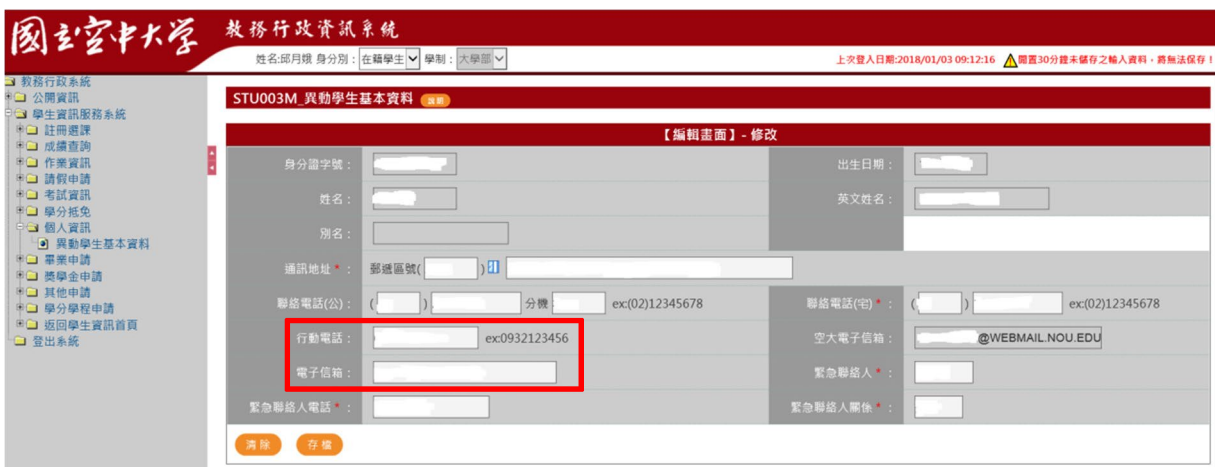 國立空中大學 教務行政資訊系統
姓名:邱月娥 身分別： 在籍學生 學制： 大學部 上次登入日期:2018/01/03 09:12:16 閒置30分鐘未儲存之輸入資料，將無法保存！
教務行政系統
公開資訊
學生資訊服務系統
註冊選課
成績查詢
作業資訊
請假申請
考試資訊
學分抵免
個人資訊
異動學生基本資料
畢業申請
獎學金申請
其他申請
學分學程申請
返回學生資訊首頁
登出系統
STU003M_異動學生基本資料 說明
【編輯畫面】- 修改
身分證字號： 出生日期：
姓名： 英文姓名：
別名：
通訊地址 *： 郵遞區號( )
聯絡電話(公)： ( ) 分機 ex:(02)12345678 聯絡電話(宅) *： ( ) ex:(02)12345678
行動電話： ex:0932123456 空大電子信箱： @WEBMAIL.NOU.EDU
電子信箱： 緊急聯絡人 *：
緊急聯絡人電話 *： 緊急聯絡人關係 *：
清除 存檔